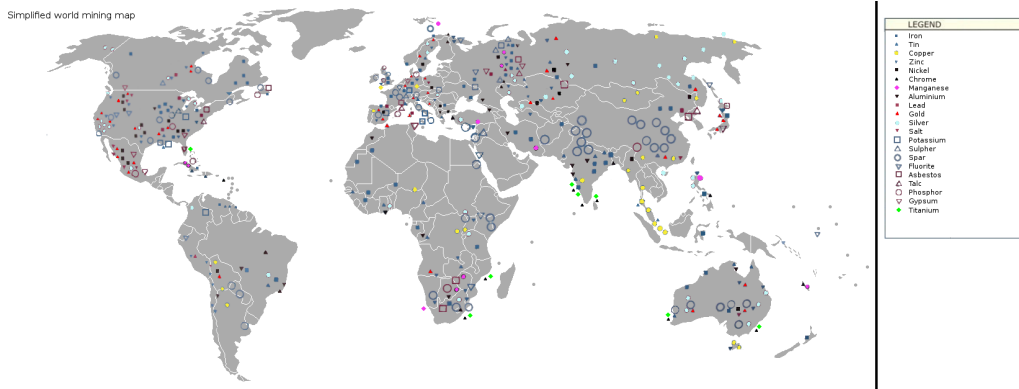 Simplified world mining map
LEGEND
Iron
Tin
Copper
Zinc
Nickel
Chrome
Manganese
Aluminium
Lead
Gold
Silver
Salt
Potassium
Sulpher
Spar
Fluorite
Asbestos
Talc
Phosphor
Gypsum
Titanium